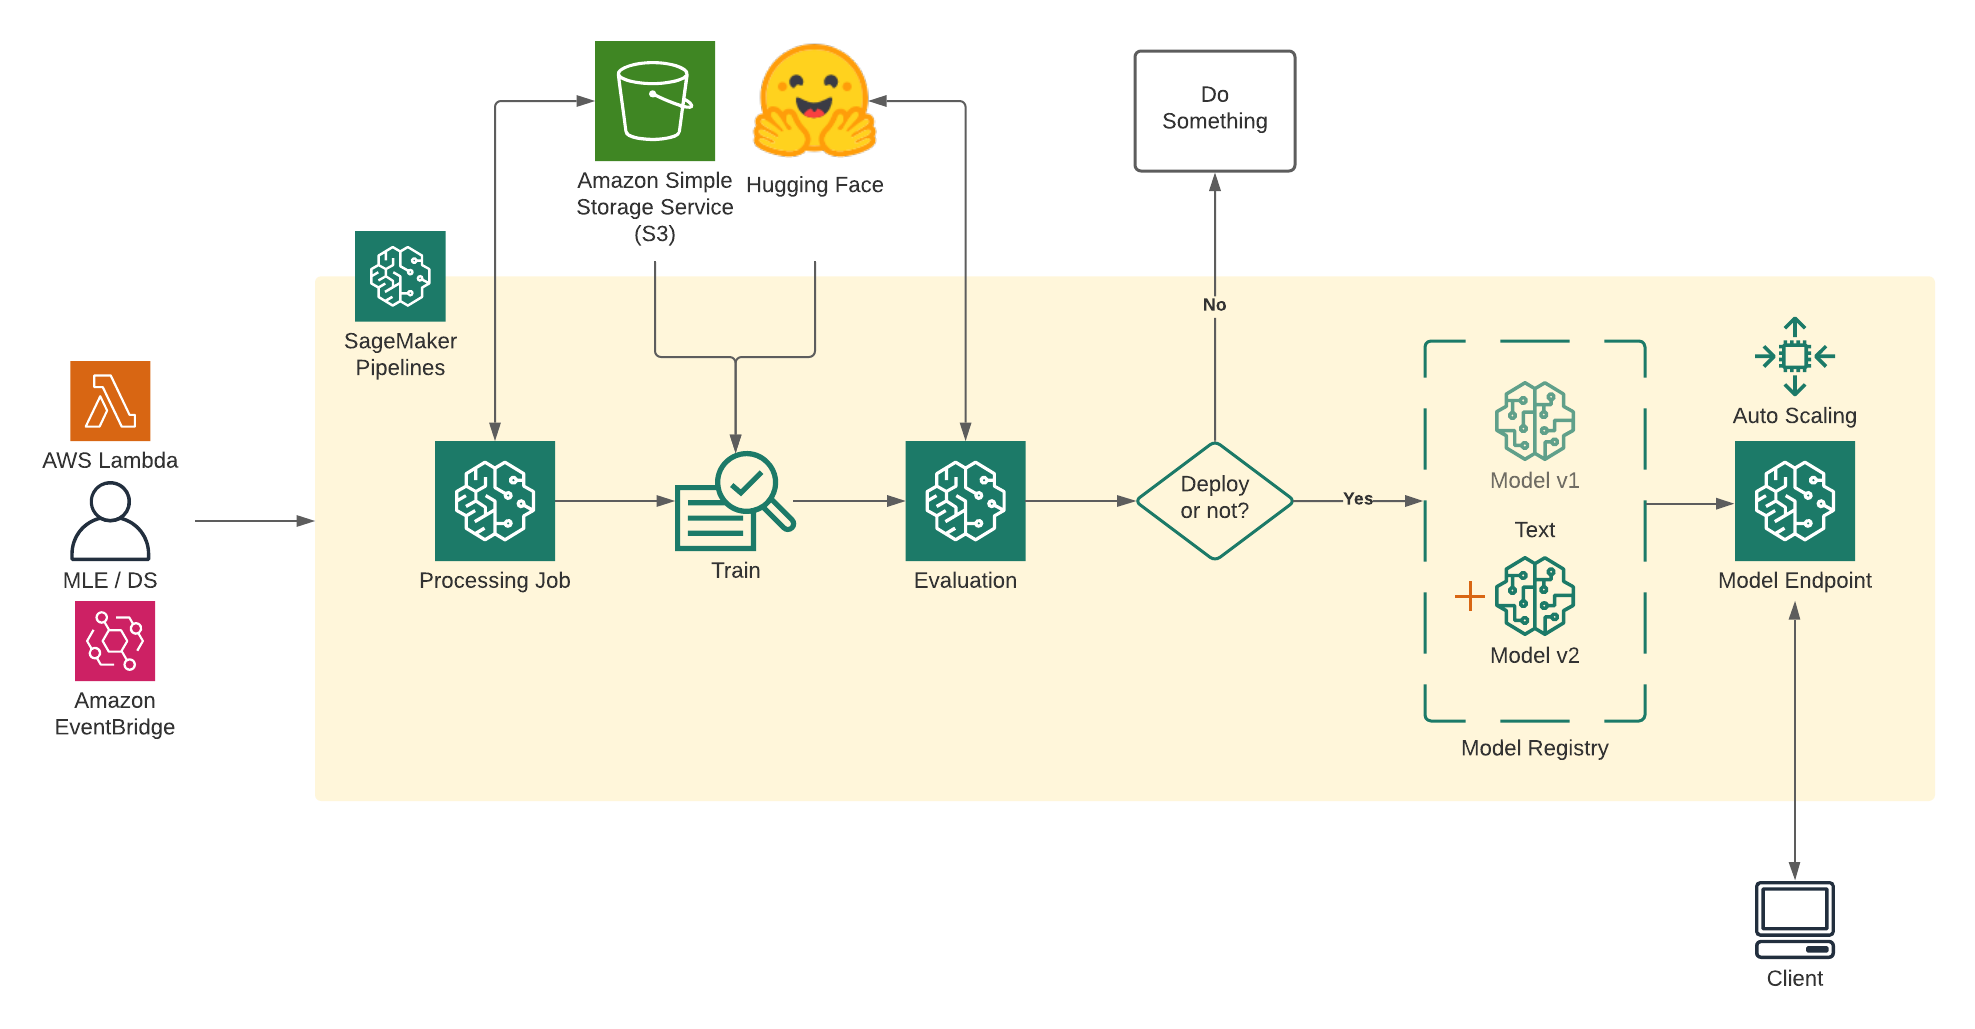 Amazon Simple
Storage Service
(S3)
Hugging Face
Do
Something
SageMaker
Pipelines
No
AWS Lambda
MLE / DS
Amazon
EventBridge
Processing Job
Train
Evaluation
Deploy
or not?
Yes
Model v1
Text
Model v2
Model Registry
Auto Scaling
Model Endpoint
Client